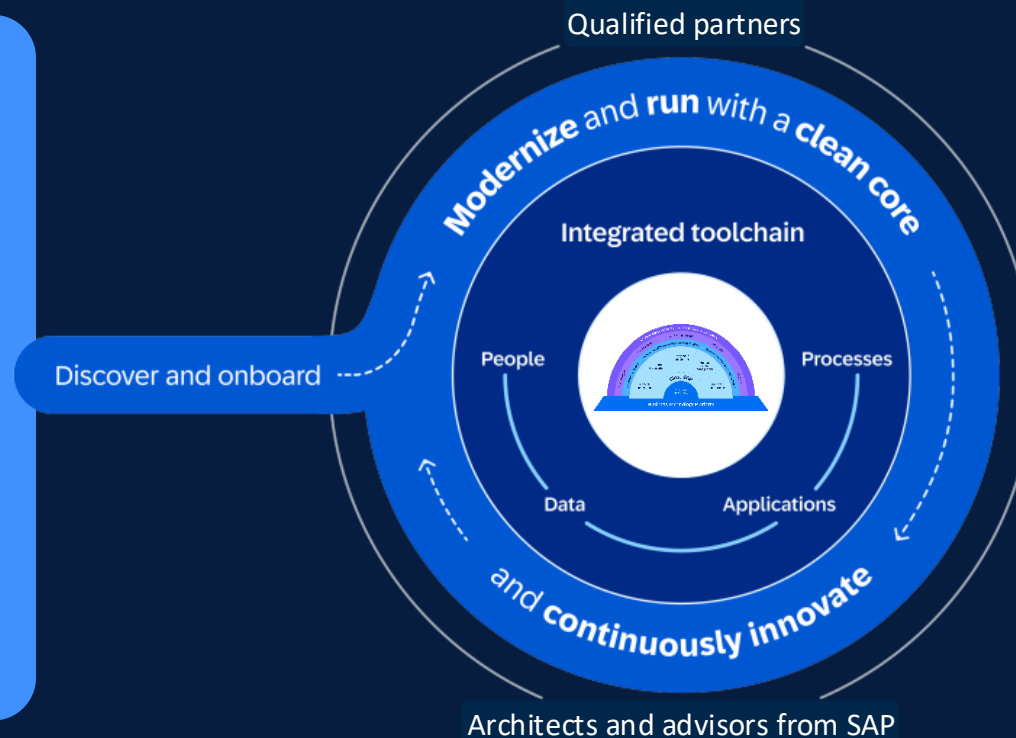 Qualified partners
Modernize and run with a clean core
Integrated toolchain
People
Processes
Discover and onboard
Data
Applications
and continuously innovate
Architects and advisors from SAP